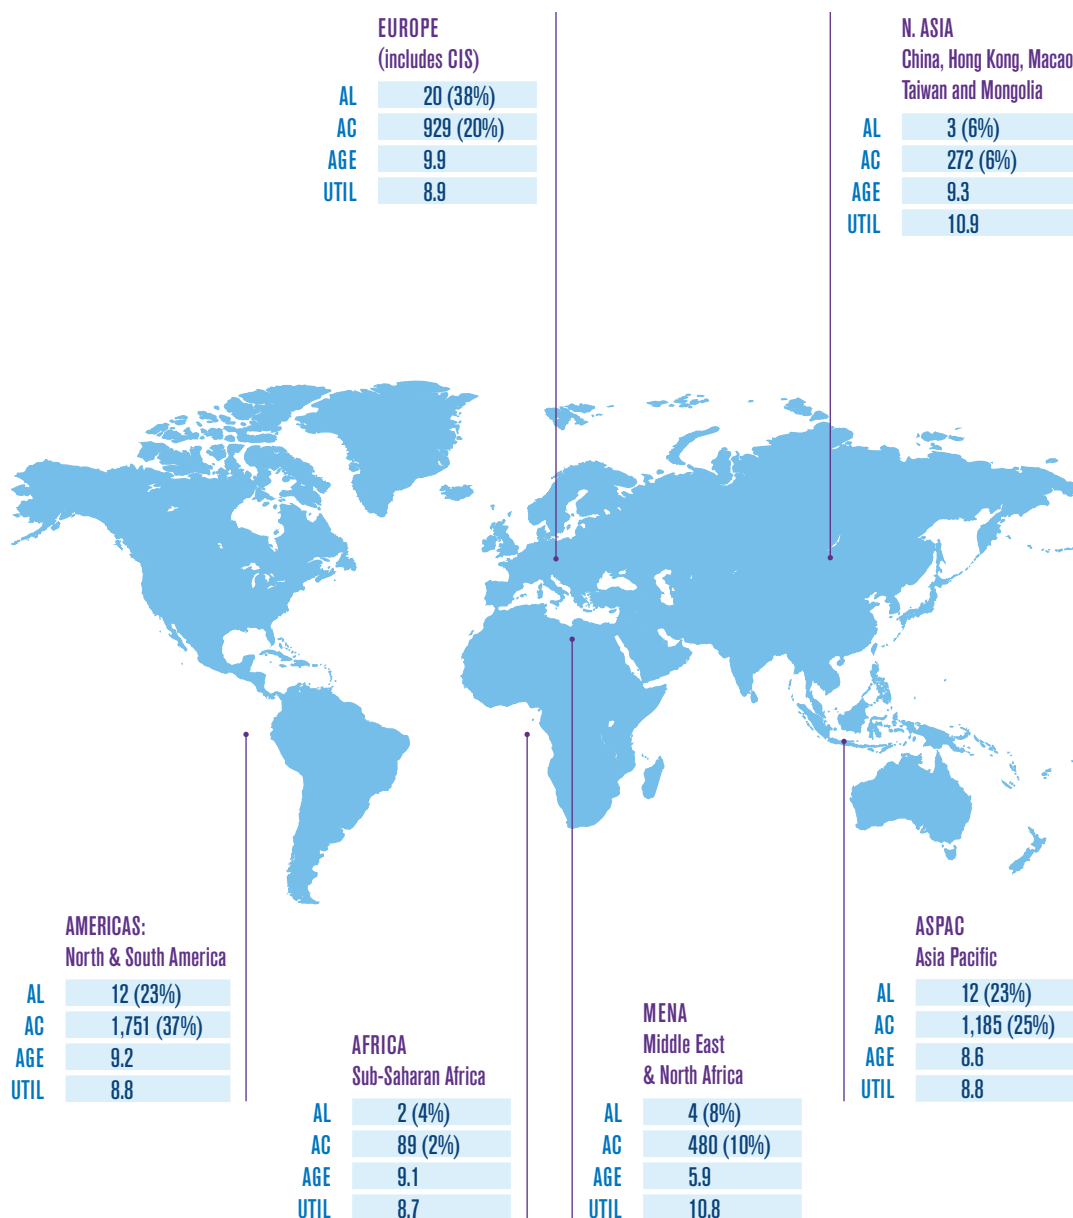 EUROPE
(includes CIS)
AL 20 (38%)
AC 929 (20%)
AGE 9.9
UTIL 8.9
N. ASIA
China, Hong Kong, Macao
Taiwan and Mongolia
AL 3 (6%)
AC 272 (6%)
AGE 9.3
UTIL 10.9
AMERICAS:
North & South America
AL 12 (23%)
AC 1,751 (37%)
AGE 9.2
UTIL 8.8
AFRICA
Sub-Saharan Africa
AL 2 (4%)
AC 89 (2%)
AGE 9.1
UTIL 8.7
MENA
Middle East
& North Africa
AL 4 (8%)
AC 480 (10%)
AGE 5.9
UTIL 10.8
ASPAC
Asia Pacific
AL 12 (23%)
AC 1,185 (25%)
AGE 8.6
UTIL 8.8